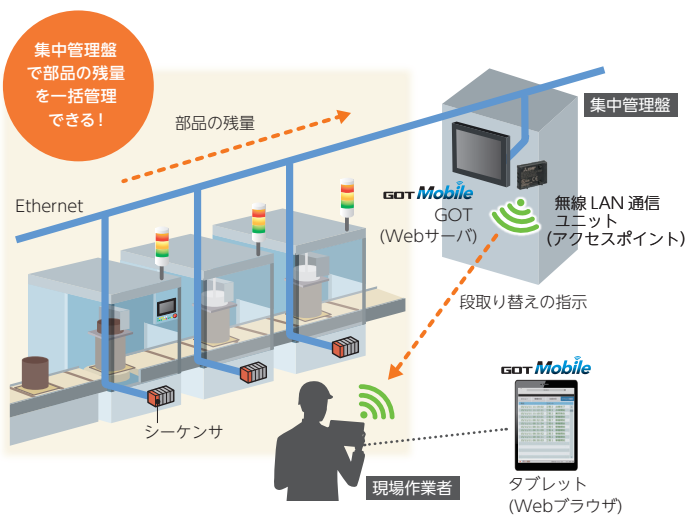 集中管理盤
で部品の残量
を一括管理
できる!
部品の残量
Ethernet
集中管理盤
GOT Mobile
GOT
(Webサーバ)
無線 LAN 通信
ユニット
(アクセスポイント)
段取り替えの指示
シーケンサ
現場作業者
GOT Mobile
タブレット
(Webブラウザ)